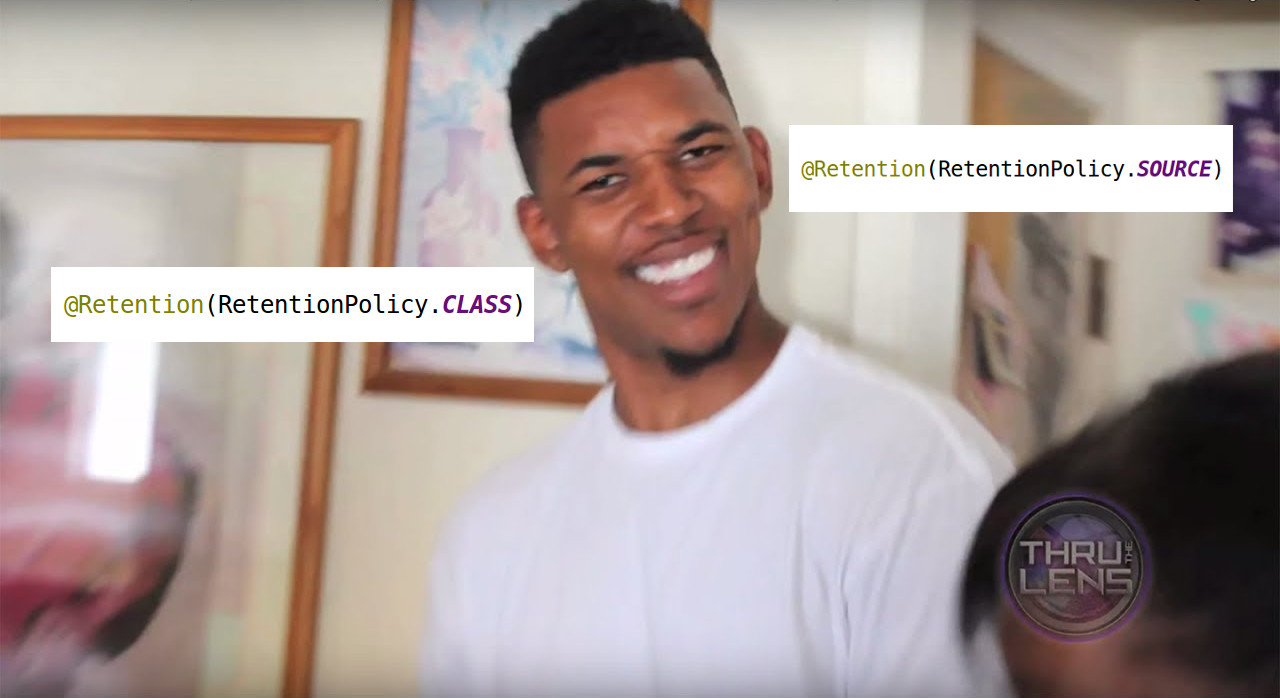 @Retention(RetentionPolicy.SOURCE)
@Retention(RetentionPolicy.CLASS)
THRU
THE
LENS